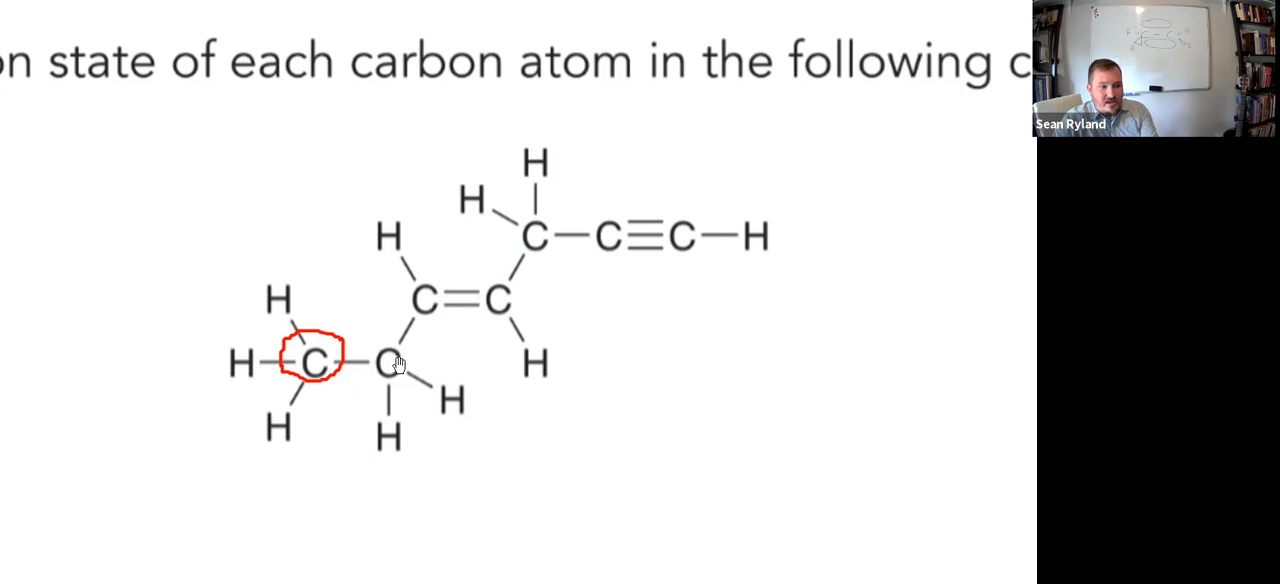 on state of each carbon atom in the following c
Sean Ryland
H
H
H C—C≡C—H
H C=C
H—C—C H
H H
H